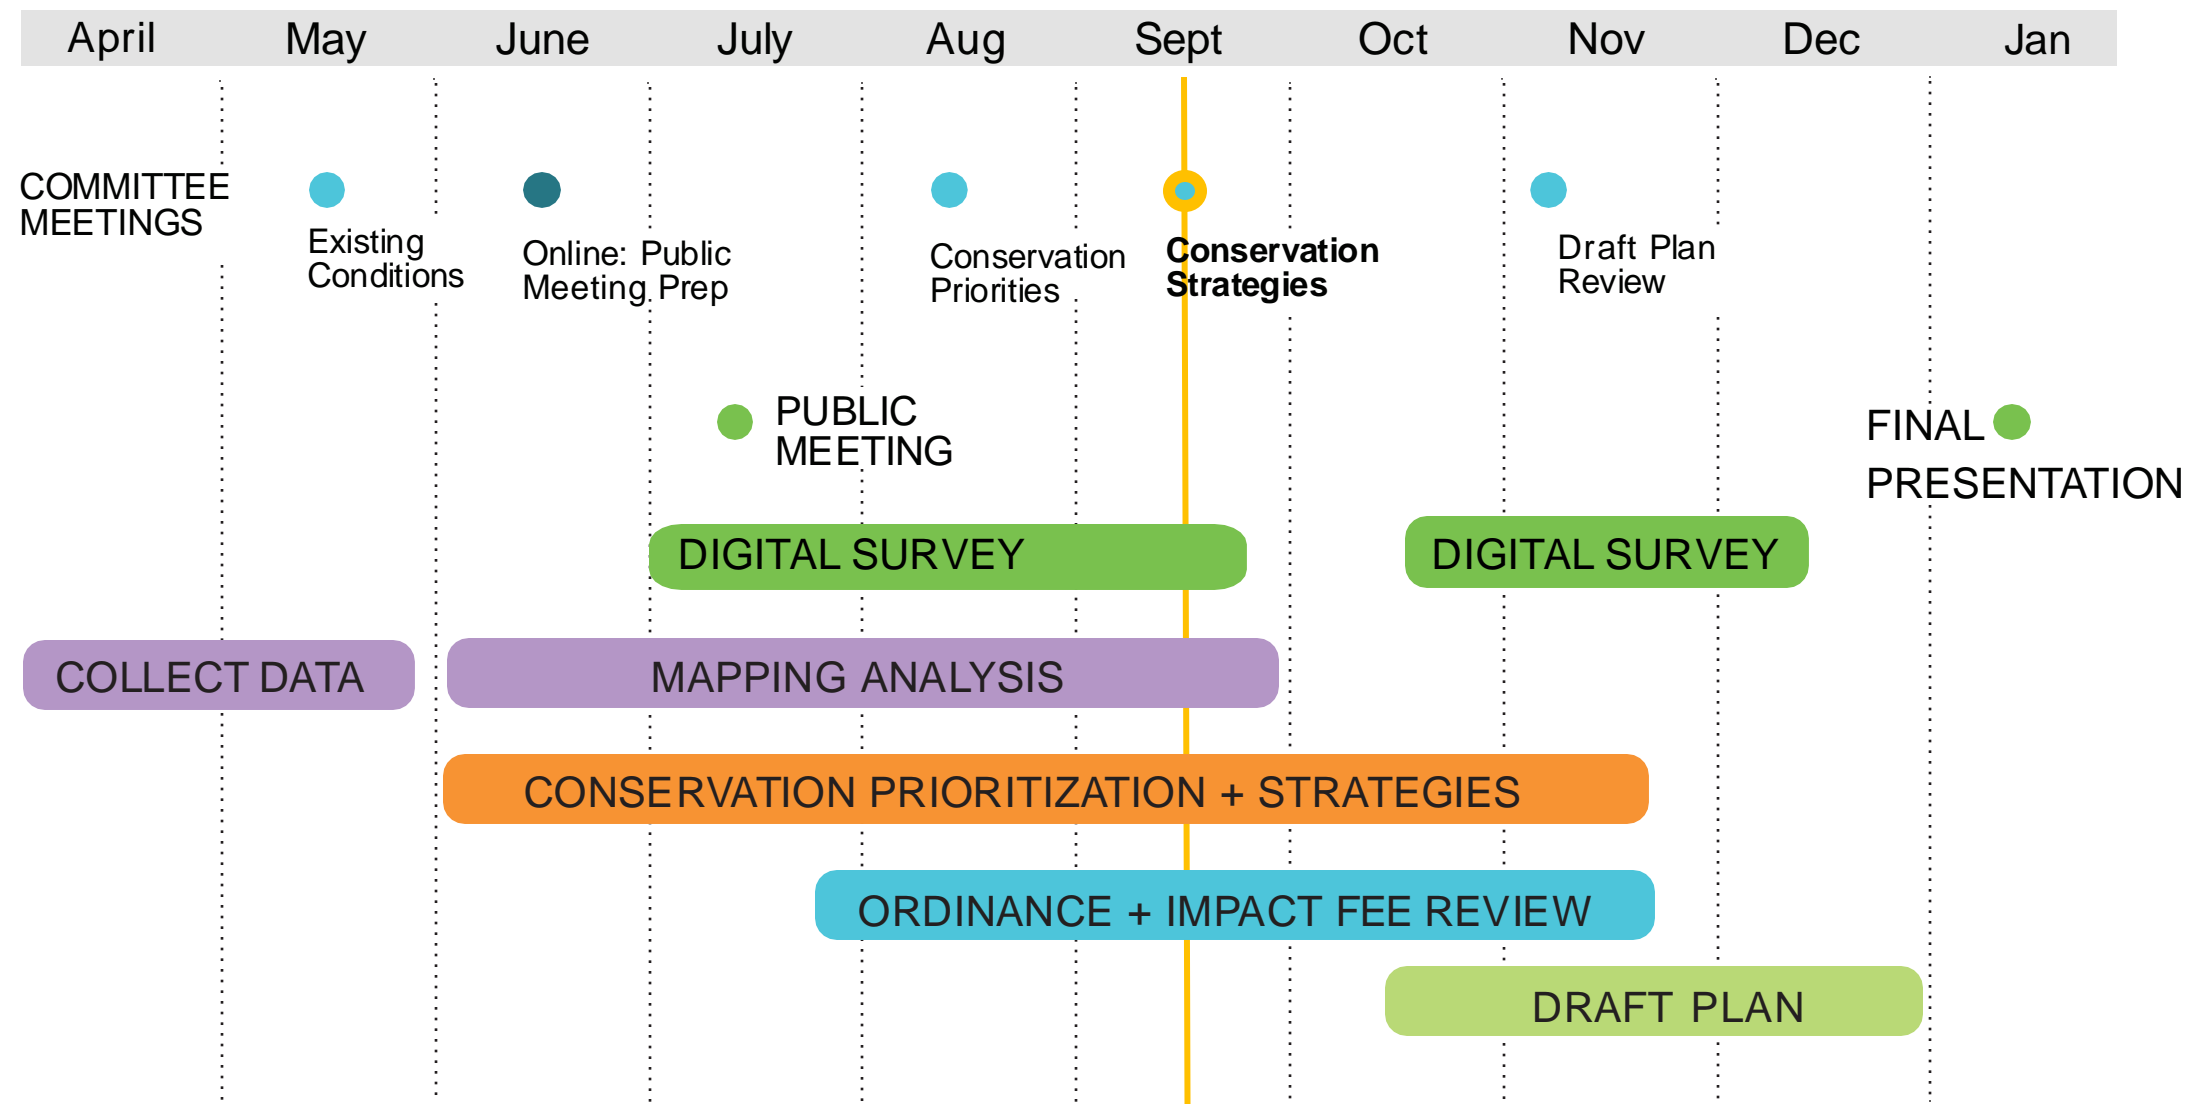 April May June July Aug Sept Oct Nov Dec Jan
COMMITTEE
MEETINGS
Existing
Conditions
Online: Public
Meeting Prep
Conservation
Priorities
Conservation
Strategies
Draft Plan
Review
PUBLIC
MEETING
FINAL
PRESENTATION
DIGITAL SURVEY
DIGITAL SURVEY
COLLECT DATA
MAPPING ANALYSIS
CONSERVATION PRIORITIZATION + STRATEGIES
ORDINANCE + IMPACT FEE REVIEW
DRAFT PLAN